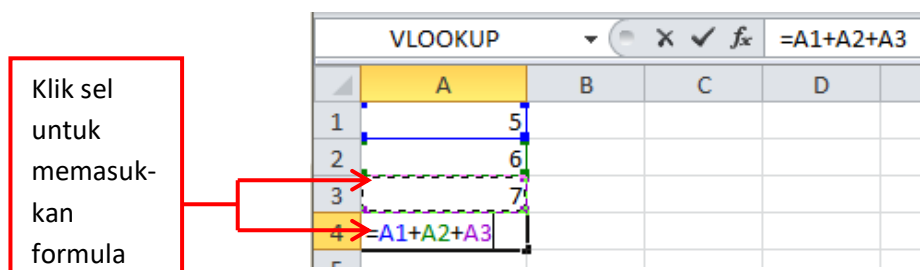 VLOOKUP fx =A1+A2+A3
Klik sel
untuk
memasuk-
kan
formula
A B C D
1 5
2 6
3 7
4 =A1+A2+A3